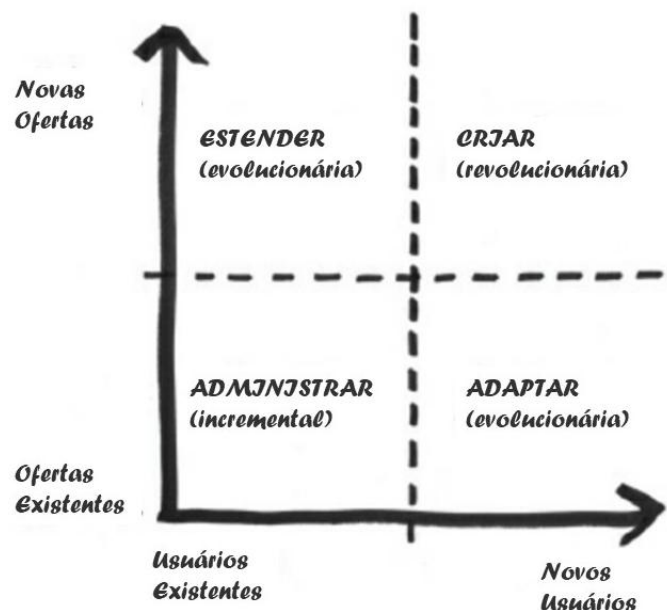 Novas
Ofertas
ESTENDER
(evolucionária)
CRIAR
(revolucionária)
ADMINISTRAR
(incremental)
ADAPTAR
(evolucionária)
Ofertas
Existentes
Usuários
Existentes
Novos
Usuários